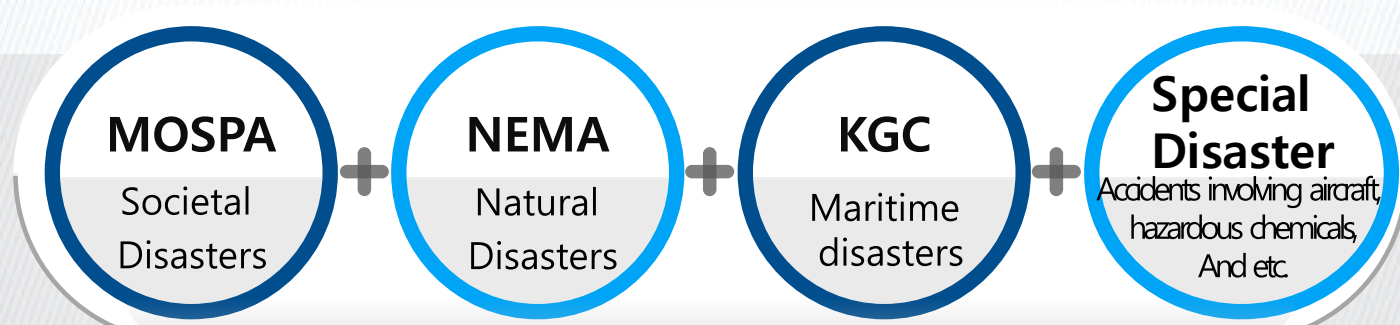 MOSPA
Societal
Disasters
NEMA
Natural
Disasters
KGC
Maritime
disasters
Special
Disaster
Accidents involving aircraft,
hazardous chemicals,
And etc.